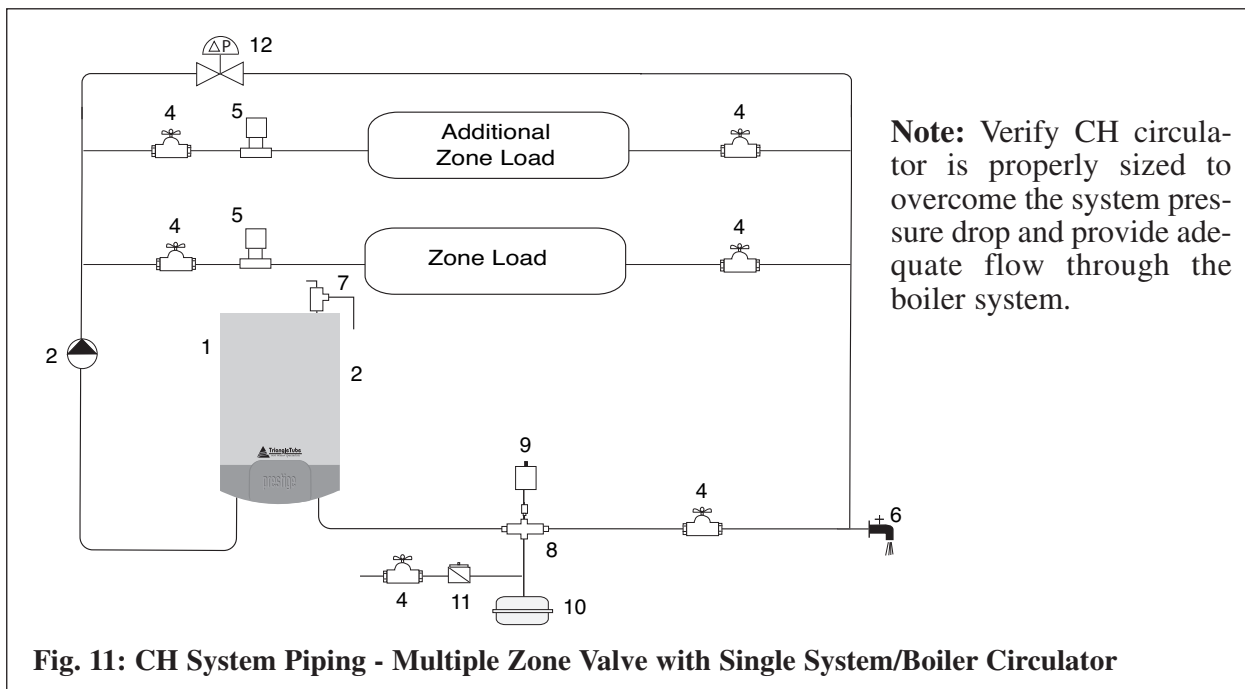 ΔP
12
4
5
Additional
Zone Load
4
4
5
Zone Load
4
7
2
1
2
TriangleTube
prestige
9
4
6
8
4
11
10
Note: Verify CH circula-
tor is properly sized to
overcome the system pres-
sure drop and provide ade-
quate flow through the
boiler system.
Fig. 11: CH System Piping - Multiple Zone Valve with Single System/Boiler Circulator